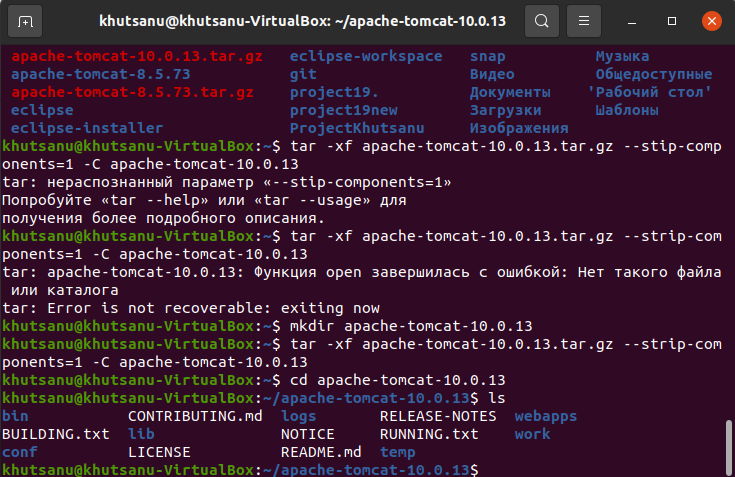 khutsanu@khutsanu-VirtualBox: ~/apache-tomcat-10.0.13
apache-tomcat-10.0.13.tar.gz eclipse-workspace snap Музыка
apache-tomcat-8.5.73 git Видео Общедоступные
apache-tomcat-8.5.73.tar.gz project19. Документы 'Рабочий стол'
eclipse project19new Загрузки Шаблоны
eclipse-installer ProjectKhutsanu Изображения
khutsanu@khutsanu-VirtualBox:~$ tar -xf apache-tomcat-10.0.13.tar.gz --stip-comp
onents=1 -C apache-tomcat-10.0.13
tar: нераспознанный параметр «--stip-components=1»
Попробуйте «tar --help» или «tar --usage» для
получения более подробного описания.
khutsanu@khutsanu-VirtualBox:~$ tar -xf apache-tomcat-10.0.13.tar.gz --strip-com
ponents=1 -C apache-tomcat-10.0.13
tar: apache-tomcat-10.0.13: Функция open завершилась с ошибкой: Нет такого файла
или каталога
tar: Error is not recoverable: exiting now
khutsanu@khutsanu-VirtualBox:~$ mkdir apache-tomcat-10.0.13
khutsanu@khutsanu-VirtualBox:~$ tar -xf apache-tomcat-10.0.13.tar.gz --strip-com
ponents=1 -C apache-tomcat-10.0.13
khutsanu@khutsanu-VirtualBox:~$ cd apache-tomcat-10.0.13
khutsanu@khutsanu-VirtualBox:~/apache-tomcat-10.0.13$ ls
bin CONTRIBUTING.md logs RELEASE-NOTES webapps
BUILDING.txt lib NOTICE RUNNING.txt work
conf LICENSE README.md temp
khutsanu@khutsanu-VirtualBox:~/apache-tomcat-10.0.13$